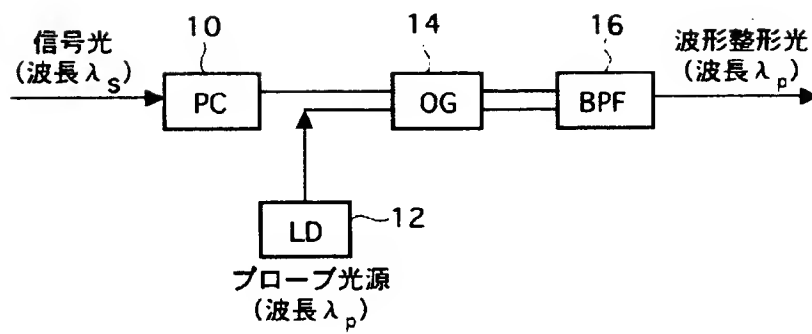 信号光
(波長λs)
10
PC
14
OG
16
BPF
波形整形光
(波長λp)
LD
12
プローブ光源
(波長λp)